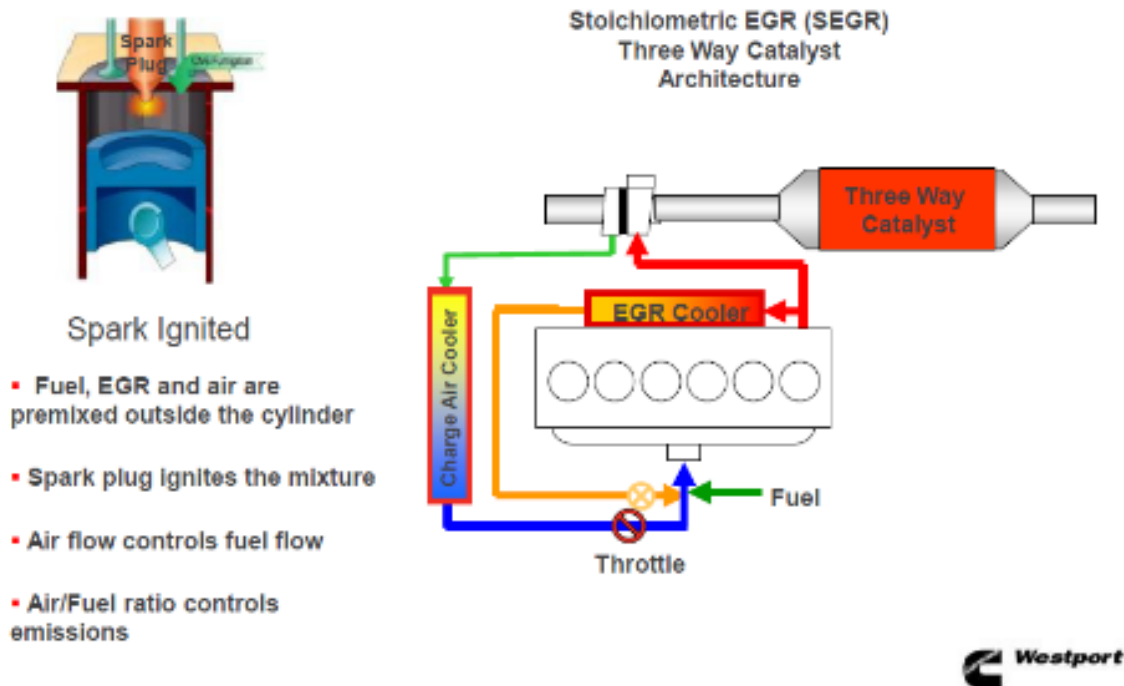 Spark
Plug
Stoichiometric EGR (SEGR)
Three Way Catalyst
Architecture
Three Way
Catalyst
EGR Cooler
Charge Air Cooler
Fuel
Throttle
Spark Ignited
▪ Fuel, EGR and air are
premixed outside the cylinder
▪ Spark plug ignites the mixture
▪ Air flow controls fuel flow
▪ Air/Fuel ratio controls
emissions
Westport